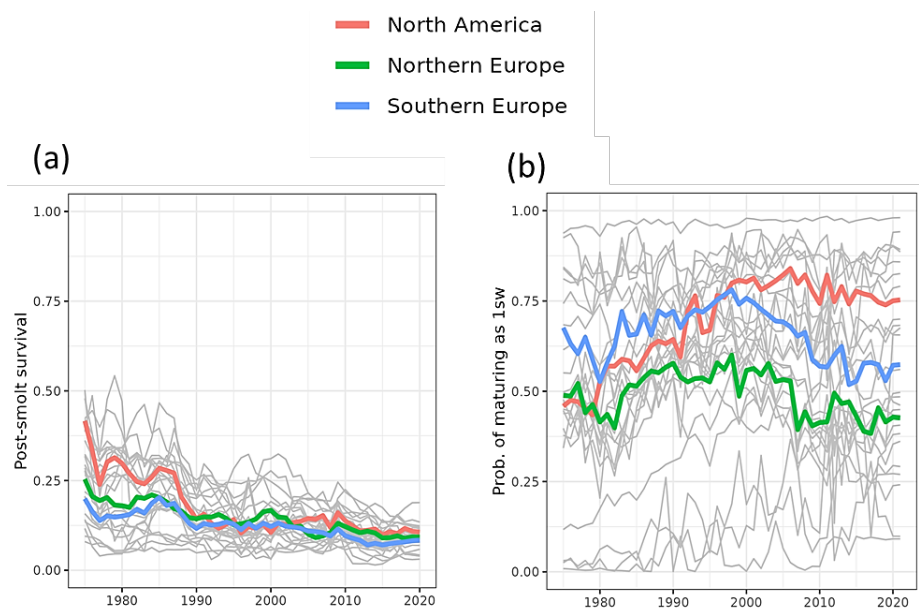 North America
Northern Europe
Southern Europe
(a)
(b)
Post-smolt survival
1.00
0.75
0.50
0.25
0.00
1980
1990
2000
2010
2020
Prob. of maturing as 1sw
1.00
0.75
0.50
0.25
0.00
1980
1990
2000
2010
2020